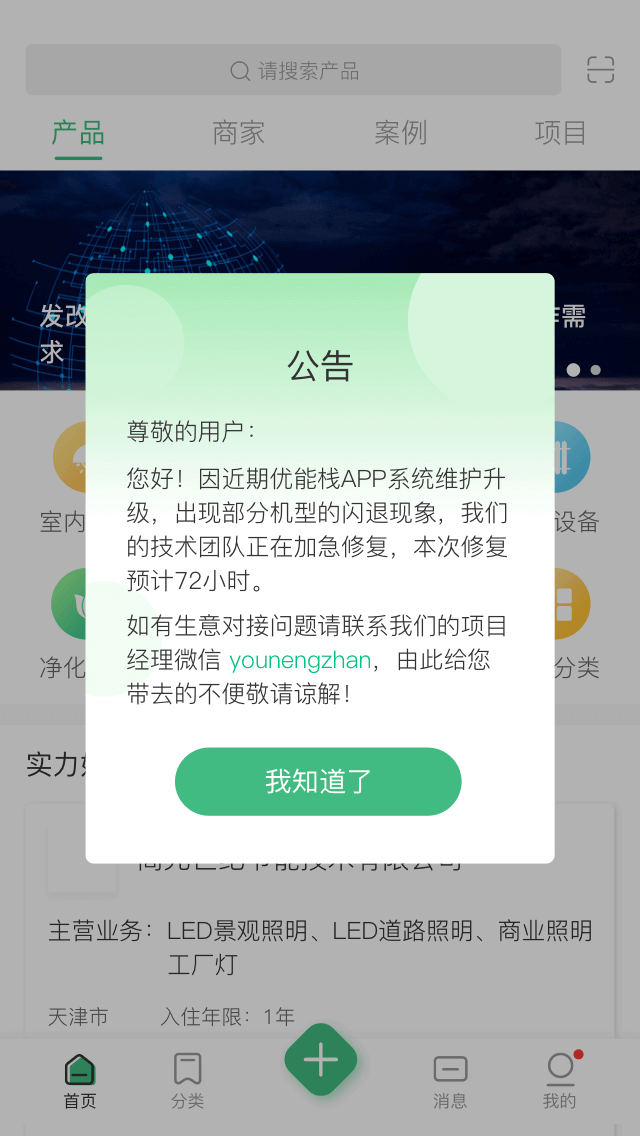 请搜索产品
产品 商家 案例 项目
发改
作需
求
公告
尊敬的用户：
您好！因近期优能栈APP系统维护升
级，出现部分机型的闪退现象，我们
的技术团队正在加急修复，本次修复
预计72小时。
如有生意对接问题请联系我们的项目
经理微信 younengzhan，由此给您
带去的不便敬请谅解！
我知道了
室内
设备
净化
分类
实力
主营业务：LED景观照明、LED道路照明、商业照明
工厂灯
天津市 入住年限：1年
首页 分类 消息 我的